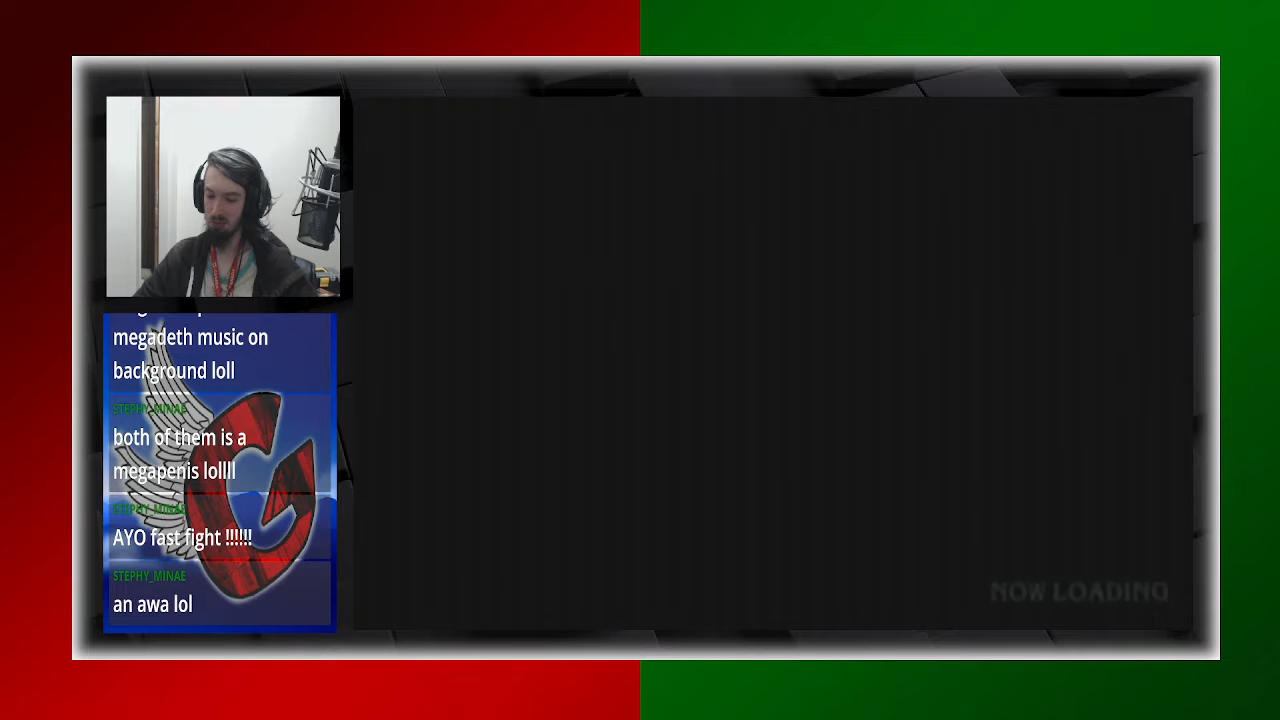 megadeth music on
background loll
STEPHY_MINAE
both of them is a
megapenis lollll
STEPHY_MINAE
AYO fast fight !!!!!!
STEPHY_MINAE
an awa lol
NOW LOADING